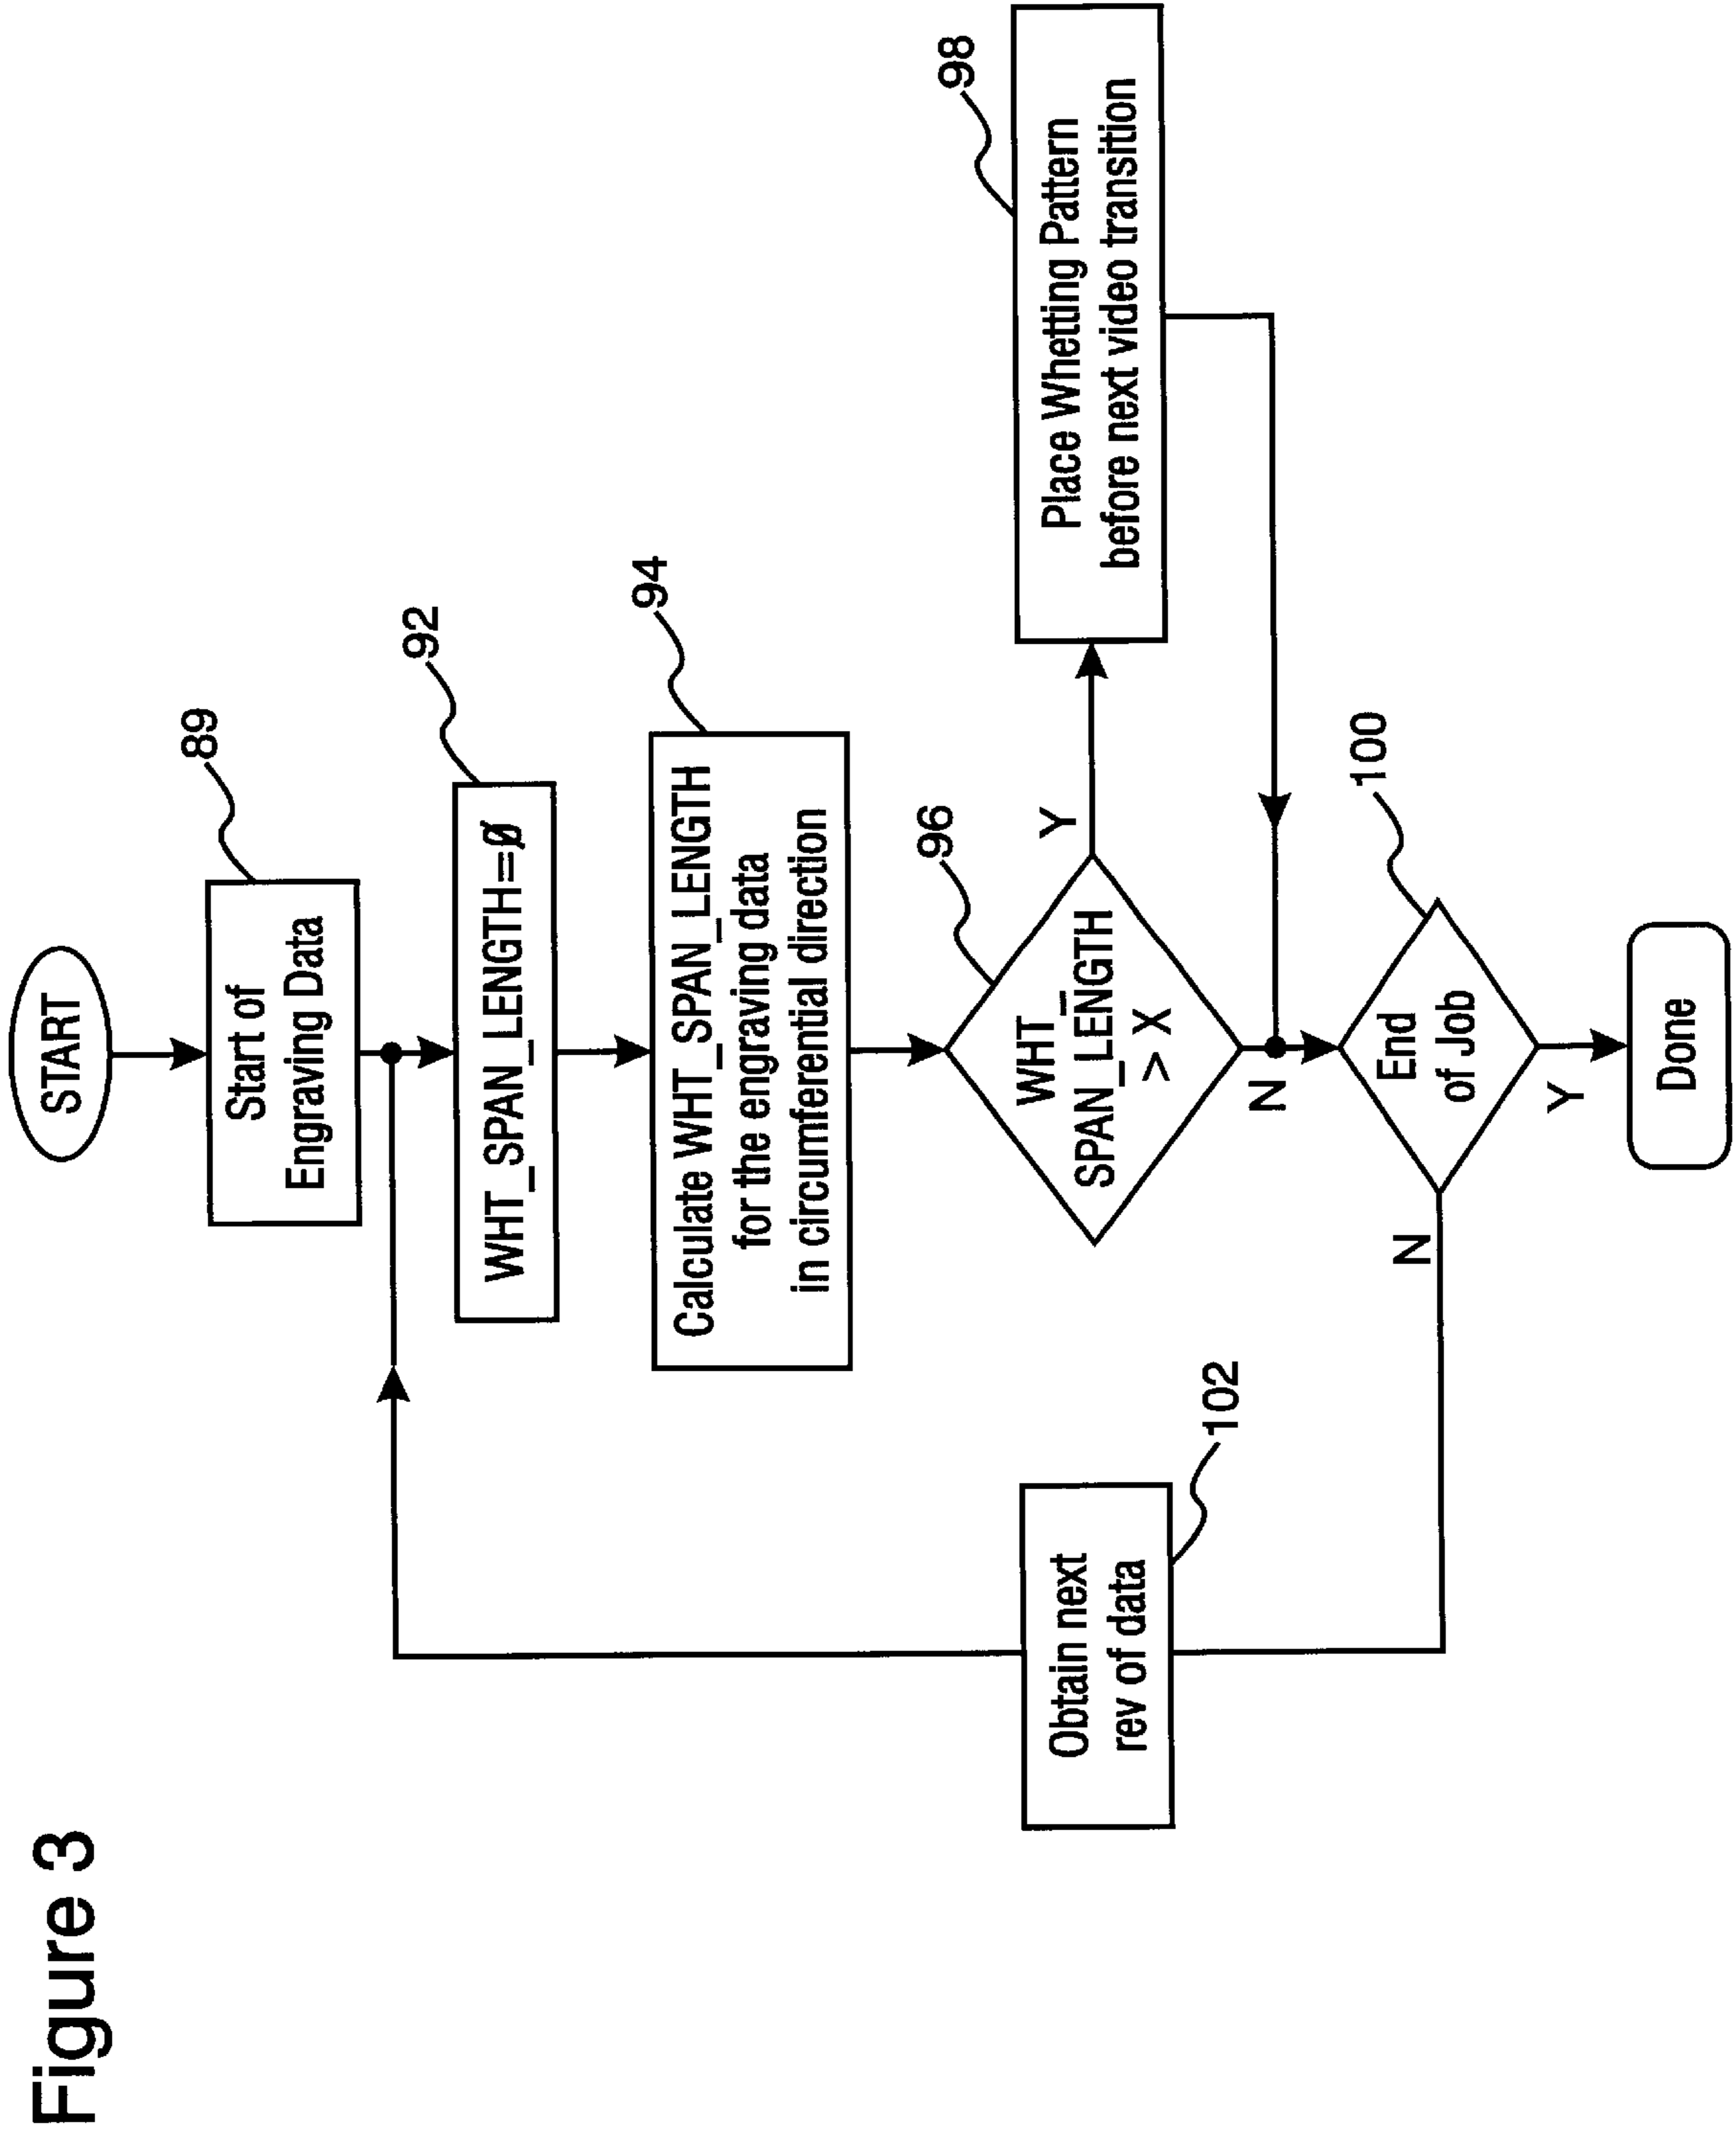 Figure 3
START
89
Start of
Engraving Data
92
WHT_SPAN_LENGTH=Ø
94
Calculate WHT_SPAN_LENGTH
for the engraving data
in circumferential direction
96
WHT_
SPAN_LENGTH
> X
Y
98
Place Whetting Pattern
before next video transition
N
100
End
of Job
N
Y
102
Obtain next
rev of data
Done